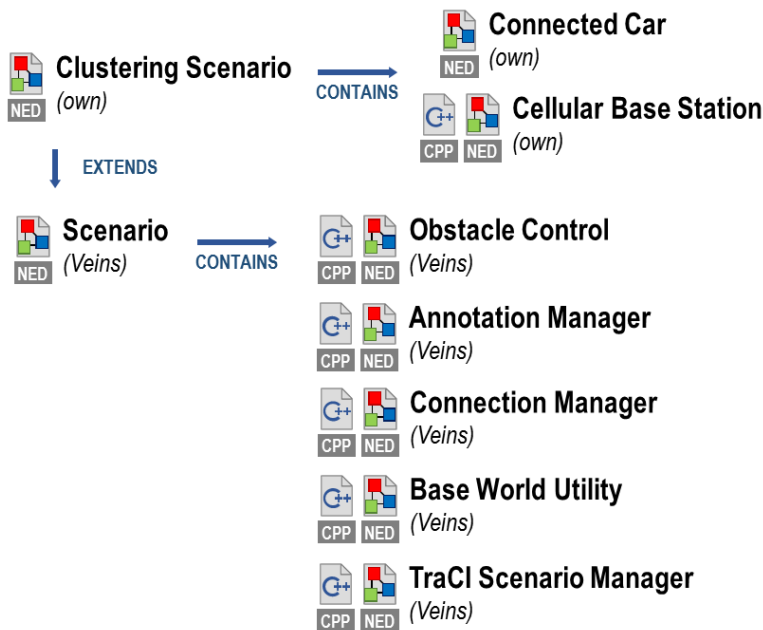 Clustering Scenario
(own)
NED
CONTAINS
Connected Car
(own)
NED
Cellular Base Station
(own)
C++
CPP NED
EXTENDS
Scenario
(Veins)
NED
CONTAINS
Obstacle Control
(Veins)
C++
CPP NED
Annotation Manager
(Veins)
C++
CPP NED
Connection Manager
(Veins)
C++
CPP NED
Base World Utility
(Veins)
C++
CPP NED
TraCI Scenario Manager
(Veins)
C++
CPP NED